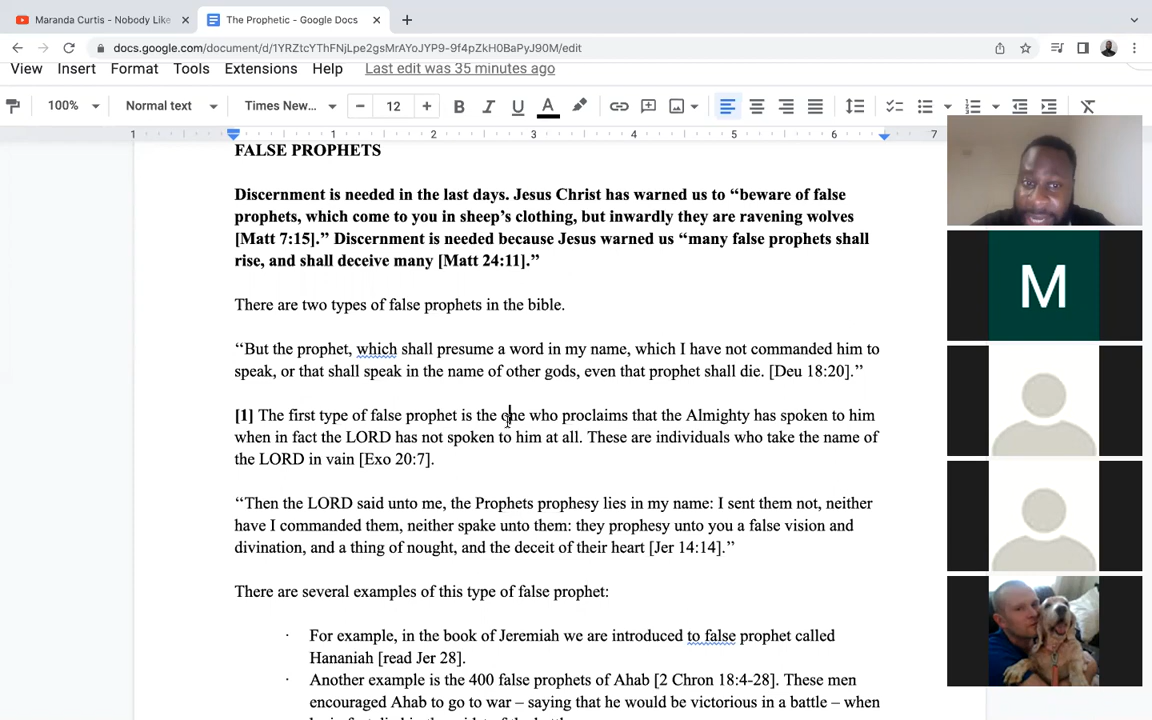 Maranda Curtis - Nobody Like
The Prophetic - Google Docs
docs.google.com/document/d/1YRZtcYThFNjLpe2gsMrAYoJYP9-9f4pZkH0BaPyJ90M/edit
View Insert Format Tools Extensions Help Last edit was 35 minutes ago
100% Normal text Times New... 12 B I U A
1 1 2 3 4 5 6 7
FALSE PROPHETS
Discernment is needed in the last days. Jesus Christ has warned us to “beware of false
prophets, which come to you in sheep’s clothing, but inwardly they are ravening wolves
[Matt 7:15].” Discernment is needed because Jesus warned us “many false prophets shall
rise, and shall deceive many [Matt 24:11].”
There are two types of false prophets in the bible.
‘‘But the prophet, which shall presume a word in my name, which I have not commanded him to
speak, or that shall speak in the name of other gods, even that prophet shall die. [Deu 18:20].’’
[1] The first type of false prophet is the one who proclaims that the Almighty has spoken to him
when in fact the LORD has not spoken to him at all. These are individuals who take the name of
the LORD in vain [Exo 20:7].
‘‘Then the LORD said unto me, the Prophets prophesy lies in my name: I sent them not, neither
have I commanded them, neither spake unto them: they prophesy unto you a false vision and
divination, and a thing of nought, and the deceit of their heart [Jer 14:14].’’
There are several examples of this type of false prophet:
· For example, in the book of Jeremiah we are introduced to false prophet called
Hananiah [read Jer 28].
· Another example is the 400 false prophets of Ahab [2 Chron 18:4-28]. These men
encouraged Ahab to go to war – saying that he would be victorious in a battle – when
M